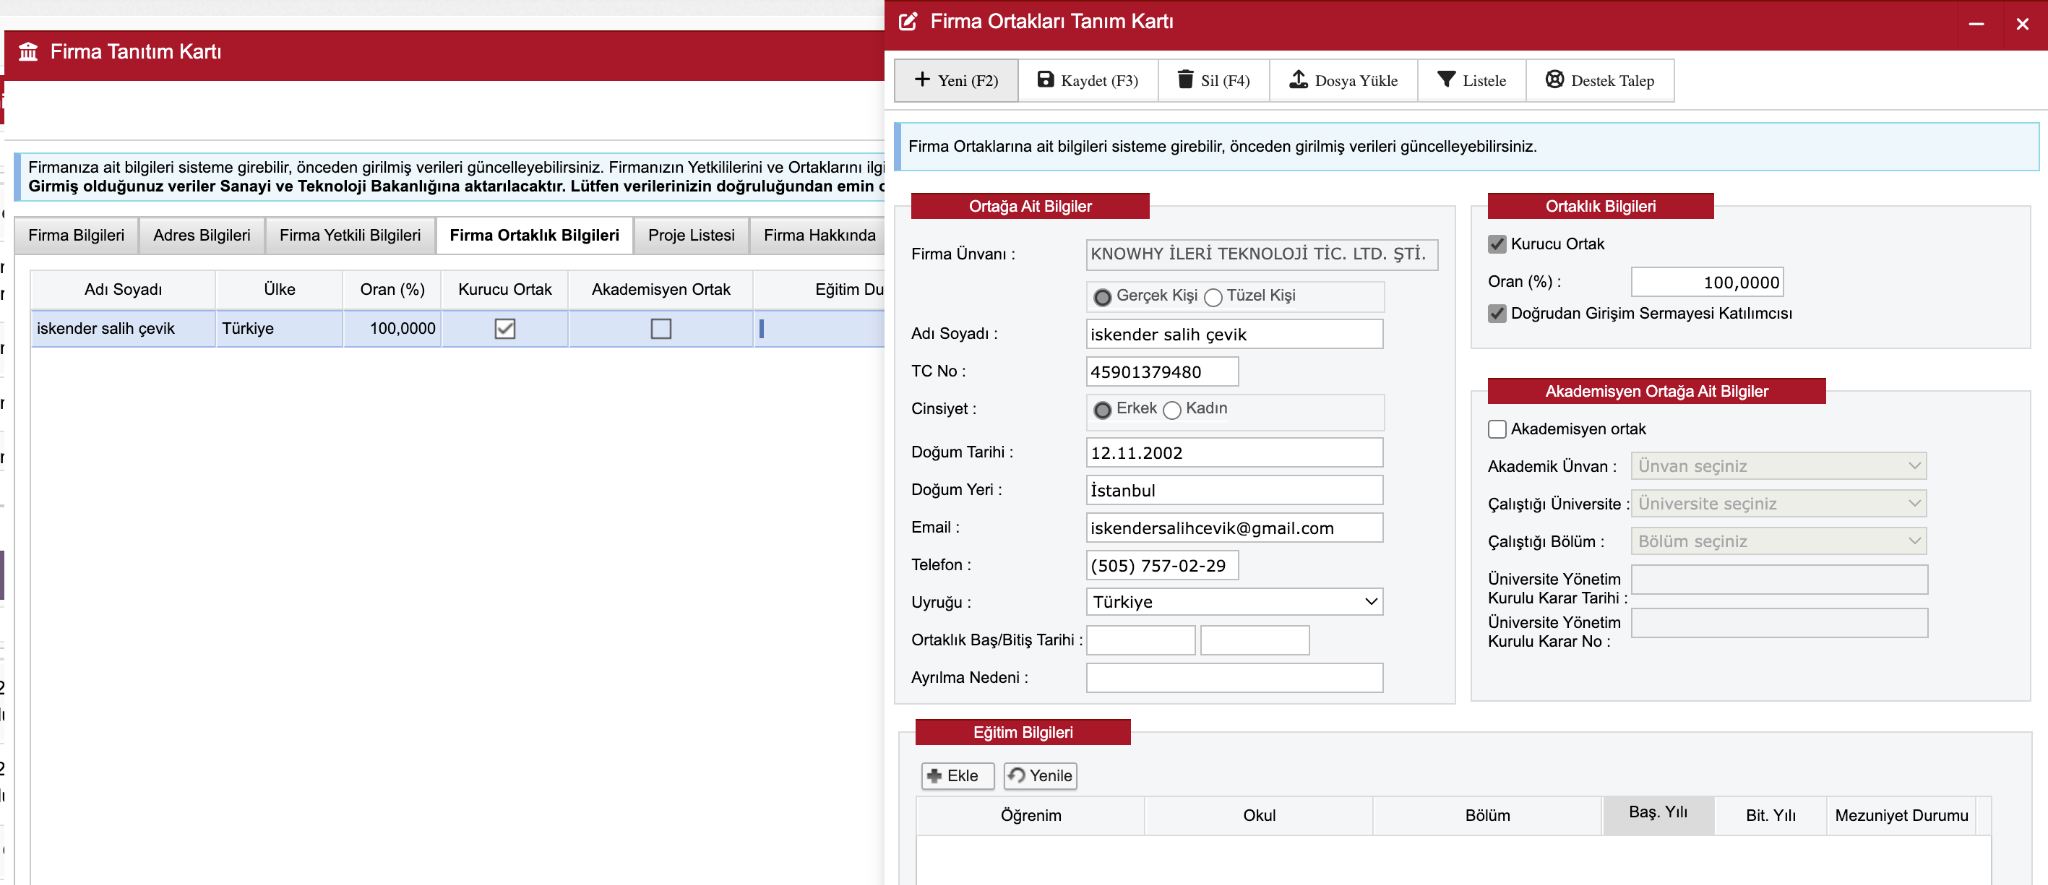 Firma Tanıtım Kartı
Firmanıza ait bilgileri sisteme girebilir, önceden girilmiş verileri güncelleyebilirsiniz. Firmanızın Yetkililerini ve Ortaklarını
Girmiş olduğunuz veriler Sanayi ve Teknoloji Bakanlığına aktarılacaktır. Lütfen verilerinizin doğruluğundan emin
Firma Bilgileri
Adres Bilgileri
Firma Yetkili Bilgileri
Firma Ortaklık Bilgileri
Proje Listesi
Firma Hakkında
Adı Soyadı
Ülke
Oran (%)
Kurucu Ortak
Akademisyen Ortak
Eğitim Du
iskender salih çevik
Türkiye
100,0000
Firma Ortakları Tanım Kartı
Yeni (F2)
Kaydet (F3)
Sil (F4)
Dosya Yükle
Listele
Destek Talep
Firma Ortaklarına ait bilgileri sisteme girebilir, önceden girilmiş verileri güncelleyebilirsiniz.
Ortağa Ait Bilgiler
Firma Ünvanı :
KNOWHY İLERİ TEKNOLOJİ TİC. LTD. ŞTİ.
Gerçek Kişi
Tüzel Kişi
Adı Soyadı :
iskender salih çevik
TC No :
45901379480
Cinsiyet :
Erkek
Kadın
Doğum Tarihi :
12.11.2002
Doğum Yeri :
İstanbul
Email :
iskendersalihcevik@gmail.com
Telefon :
(505) 757-02-29
Uyruğu :
Türkiye
Ortaklık Baş/Bitiş Tarihi :
Ayrılma Nedeni :
Ortaklık Bilgileri
Kurucu Ortak
Oran (%) :
100,0000
Doğrudan Girişim Sermayesi Katılımcısı
Akademisyen Ortağa Ait Bilgiler
Akademisyen ortak
Akademik Ünvan :
Ünvan seçiniz
Çalıştığı Üniversite :
Üniversite seçiniz
Çalıştığı Bölüm :
Bölüm seçiniz
Üniversite Yönetim
Kurulu Karar Tarihi :
Üniversite Yönetim
Kurulu Karar No :
Eğitim Bilgileri
Ekle
Yenile
Öğrenim
Okul
Bölüm
Baş. Yılı
Bit. Yılı
Mezuniyet Durumu